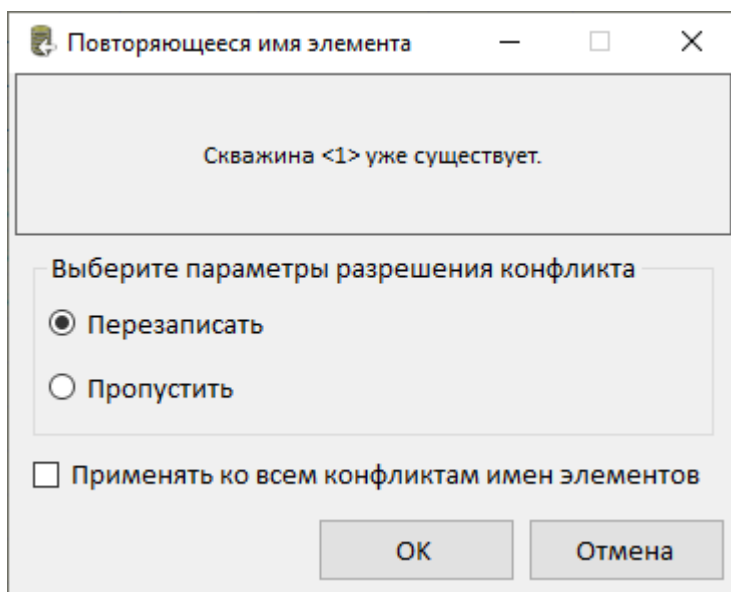 Повторяющееся имя элемента
Скважина <1> уже существует.
Выберите параметры разрешения конфликта
Перезаписать
Пропустить
Применять ко всем конфликтам имен элементов
ОК Отмена